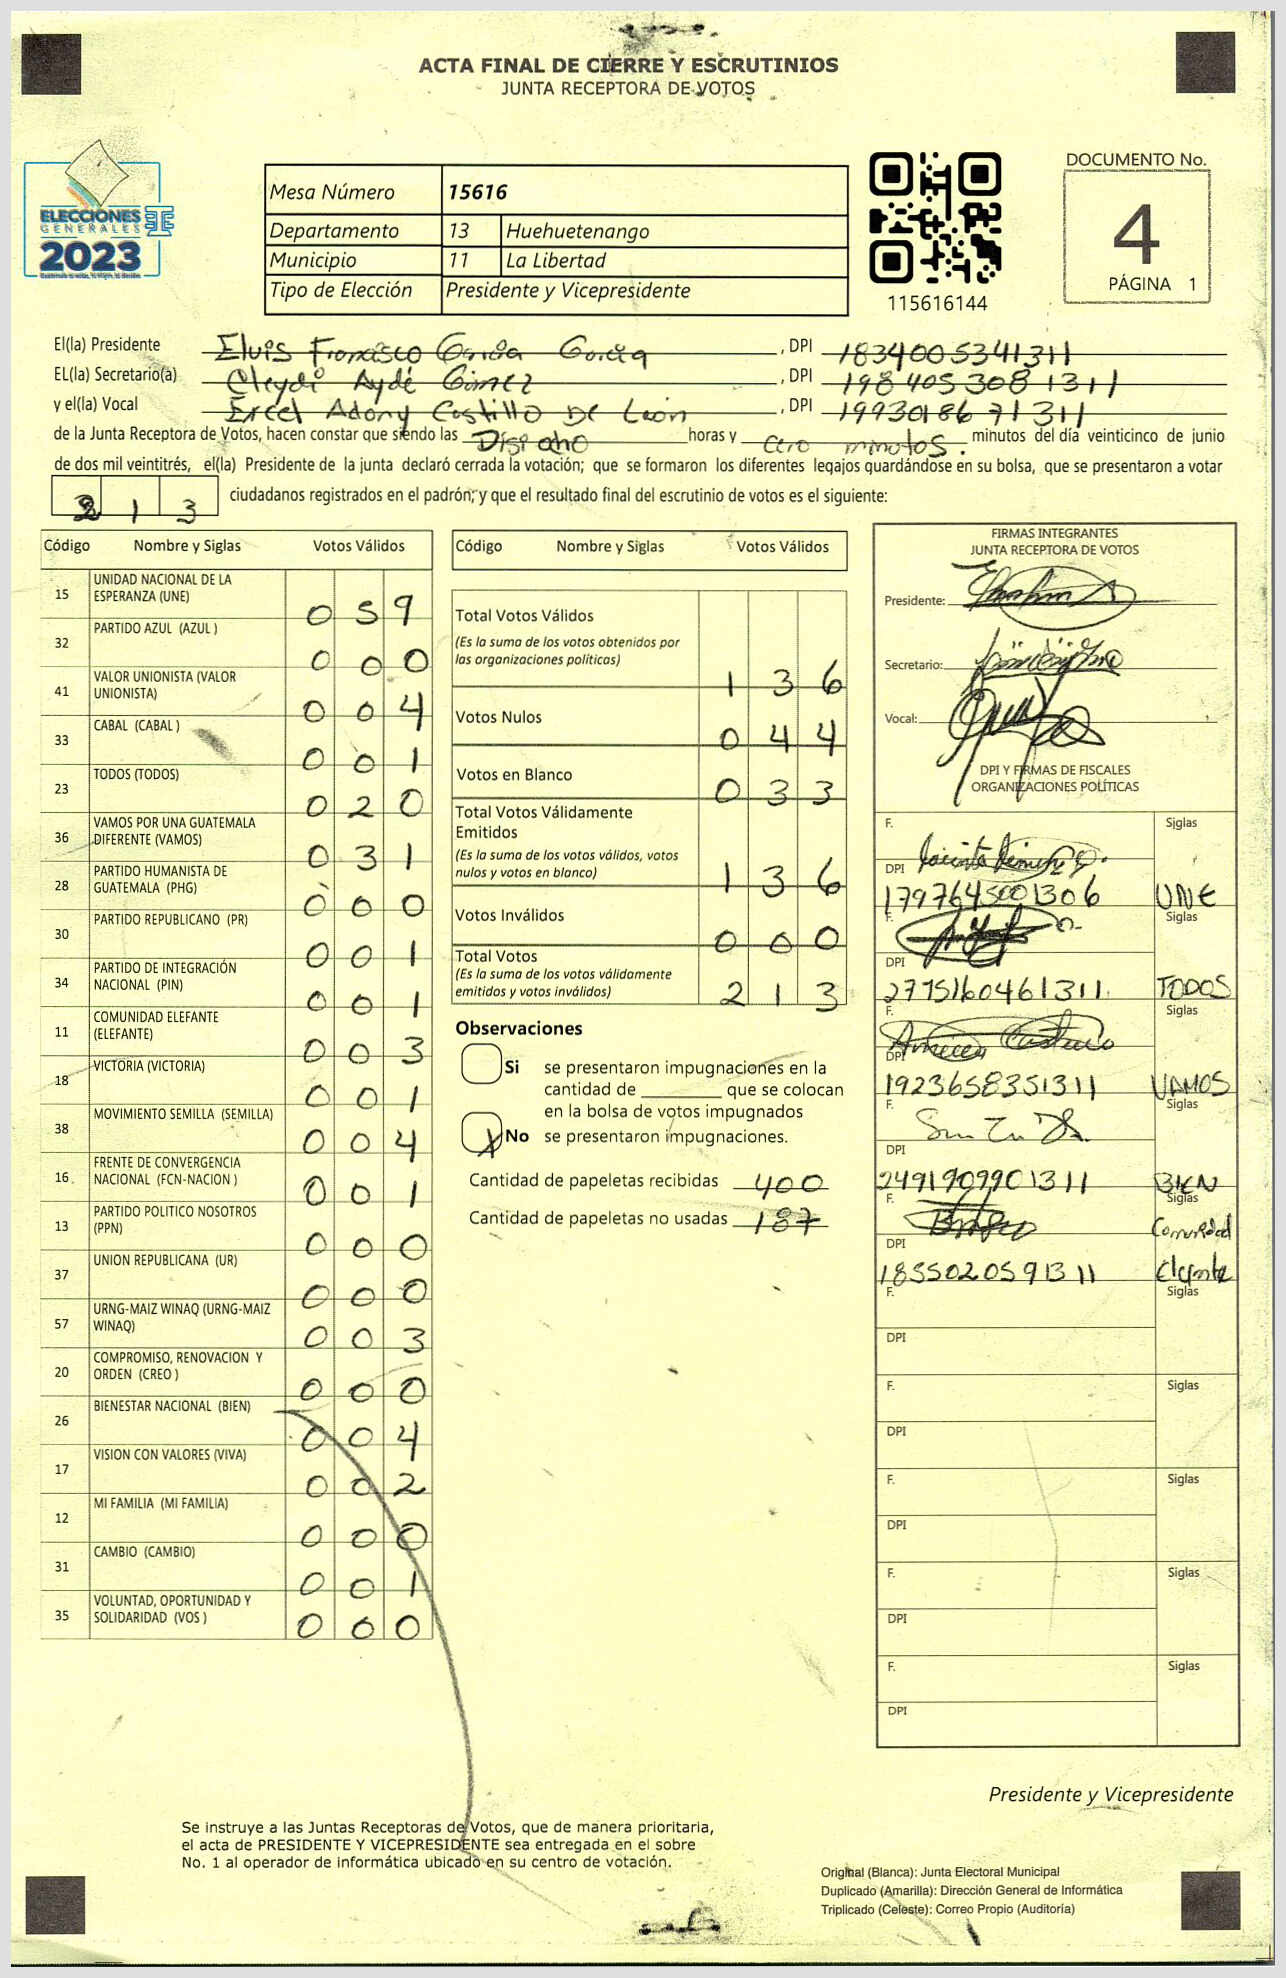 ACTA FINAL DE CIERRE Y ESCRUTINIOS
JUNTA RECEPTORA DE VOTOS
ELECCIONES
GENERALES
2023
Mesa Número 15616
Departamento 13 Huehuetenango
Municipio 11 La Libertad
Tipo de Elección Presidente y Vicepresidente
115616144
DOCUMENTO No.
4
PÁGINA 1
El(la) Presidente Eluis Francisco García García, DPI 1834005341311
EL(la) Secretario(a) Cleydi Aydé Gómez, DPI 1984053081311
y el(la) Vocal Ercel Adony Castillo De León, DPI 1993018671311
de la Junta Receptora de Votos, hacen constar que siendo las Disiocho horas y cero minutos. minutos del día veinticinco de junio
de dos mil veintitrés, el(la) Presidente de la junta declaró cerrada la votación; que se formaron los diferentes legajos guardándose en su bolsa, que se presentaron a votar
213 ciudadanos registrados en el padrón; y que el resultado final del escrutinio de votos es el siguiente:
Código Nombre y Siglas Votos Válidos
15 UNIDAD NACIONAL DE LA
ESPERANZA (UNE) 0 5 9
32 PARTIDO AZUL (AZUL ) 0 0 0
41 VALOR UNIONISTA (VALOR
UNIONISTA) 0 0 4
33 CABAL (CABAL ) 0 0 1
23 TODOS (TODOS) 0 2 0
36 VAMOS POR UNA GUATEMALA
DIFERENTE (VAMOS) 0 3 1
28 PARTIDO HUMANISTA DE
GUATEMALA (PHG) 0 0 0
30 PARTIDO REPUBLICANO (PR) 0 0 1
34 PARTIDO DE INTEGRACIÓN
NACIONAL (PIN) 0 0 1
11 COMUNIDAD ELEFANTE
(ELEFANTE) 0 0 3
18 VICTORIA (VICTORIA) 0 0 1
38 MOVIMIENTO SEMILLA (SEMILLA) 0 0 4
16 FRENTE DE CONVERGENCIA
NACIONAL (FCN-NACION ) 0 0 1
13 PARTIDO POLITICO NOSOTROS
(PPN) 0 0 0
37 UNION REPUBLICANA (UR) 0 0 0
57 URNG-MAIZ WINAQ (URNG-MAIZ
WINAQ) 0 0 3
20 COMPROMISO, RENOVACION Y
ORDEN (CREO ) 0 0 0
26 BIENESTAR NACIONAL (BIEN) 0 0 4
17 VISION CON VALORES (VIVA) 0 0 2
12 MI FAMILIA (MI FAMILIA) 0 0 0
31 CAMBIO (CAMBIO) 0 0 1
35 VOLUNTAD, OPORTUNIDAD Y
SOLIDARIDAD (VOS ) 0 0 0
Código Nombre y Siglas Votos Válidos
Total Votos Válidos
(Es la suma de los votos obtenidos por
las organizaciones políticas) 1 3 6
Votos Nulos 0 4 4
Votos en Blanco 0 3 3
Total Votos Válidamente
Emitidos
(Es la suma de los votos válidos, votos
nulos y votos en blanco) 1 3 6
Votos Inválidos 0 0 0
Total Votos
(Es la suma de los votos válidamente
emitidos y votos inválidos) 2 1 3
Observaciones
Si se presentaron impugnaciones en la
cantidad de ________ que se colocan
en la bolsa de votos impugnados
X No se presentaron impugnaciones.
Cantidad de papeletas recibidas 400
Cantidad de papeletas no usadas 187
FIRMAS INTEGRANTES
JUNTA RECEPTORA DE VOTOS
Presidente:
Secretario:
Vocal:
DPI Y FIRMAS DE FISCALES
ORGANIZACIONES POLÍTICAS
F. Siglas
DPI 1797645001306 UNE
F. Siglas
DPI 2775160461311 TODOS
F. Siglas
DPI 1923658351311 VAMOS
F. Siglas
DPI 2491909901311 BIEN
F. Siglas
DPI 1855020591311 Comunidad
Elefante
F. Siglas
DPI
F. Siglas
DPI
F. Siglas
DPI
F. Siglas
DPI
F. Siglas
DPI
Presidente y Vicepresidente
Se instruye a las Juntas Receptoras de Votos, que de manera prioritaria,
el acta de PRESIDENTE Y VICEPRESIDENTE sea entregada en el sobre
No. 1 al operador de informática ubicado en su centro de votación.
Original (Blanca): Junta Electoral Municipal
Duplicado (Amarilla): Dirección General de Informática
Triplicado (Celeste): Correo Propio (Auditoría)